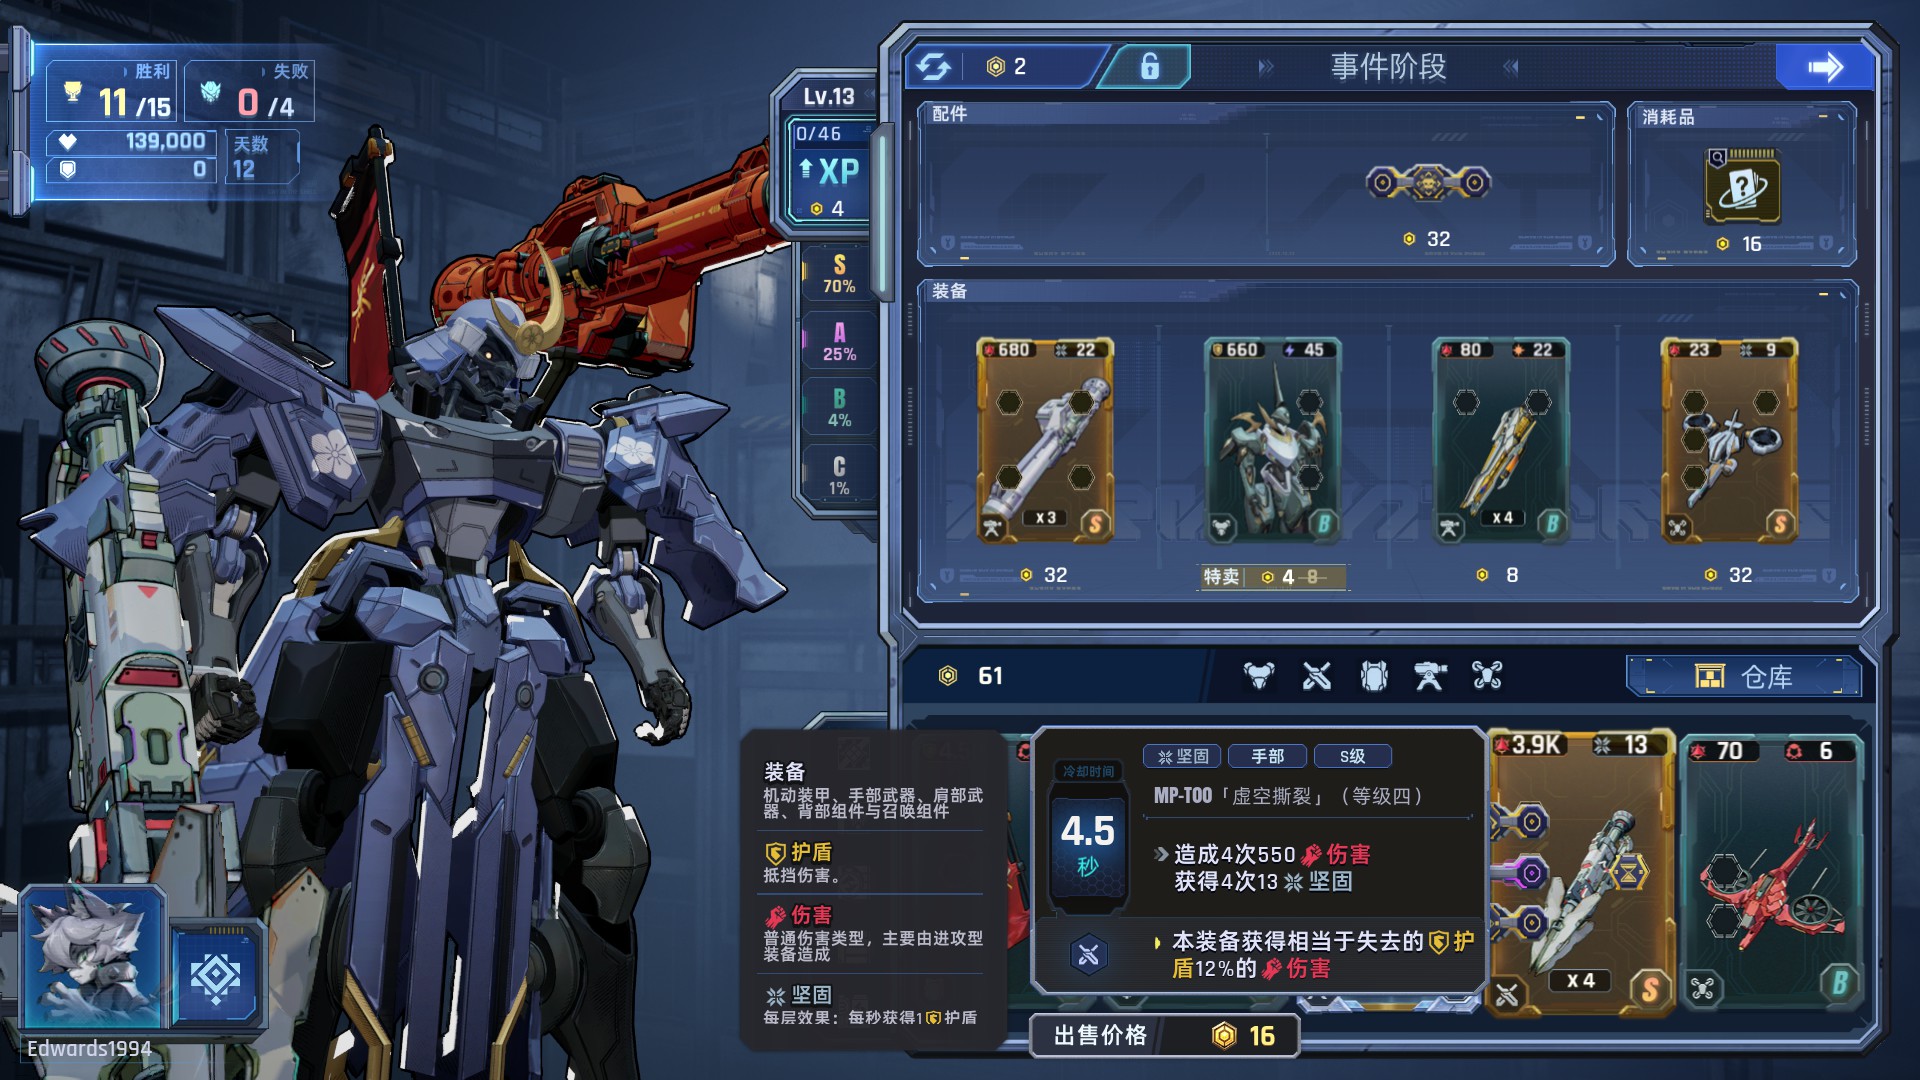 胜利
11/15
失败
0/4
139,000
0
天数
12
Lv.13
0/46
XP
4
S
70%
A
25%
B
4%
C
1%
2
事件阶段
配件
32
消耗品
16
装备
680 22
x3 S
32
660 45
B
特卖 4 8
80 22
x4 B
8
23 9
S
32
61
仓库
装备
机动装甲、手部武器、肩部武
器、背部组件与召唤组件
护盾
抵挡伤害。
伤害
普通伤害类型，主要由进攻型
装备造成
坚固
每层效果：每秒获得1护盾
冷却时间
4.5
秒
坚固 手部 S级
MP-T00「虚空撕裂」（等级四）
造成4次550伤害
获得4次13坚固
本装备获得相当于失去的护
盾12%的伤害
出售价格 16
3.9K 13
x4 S
70 6
B
Edwards1994